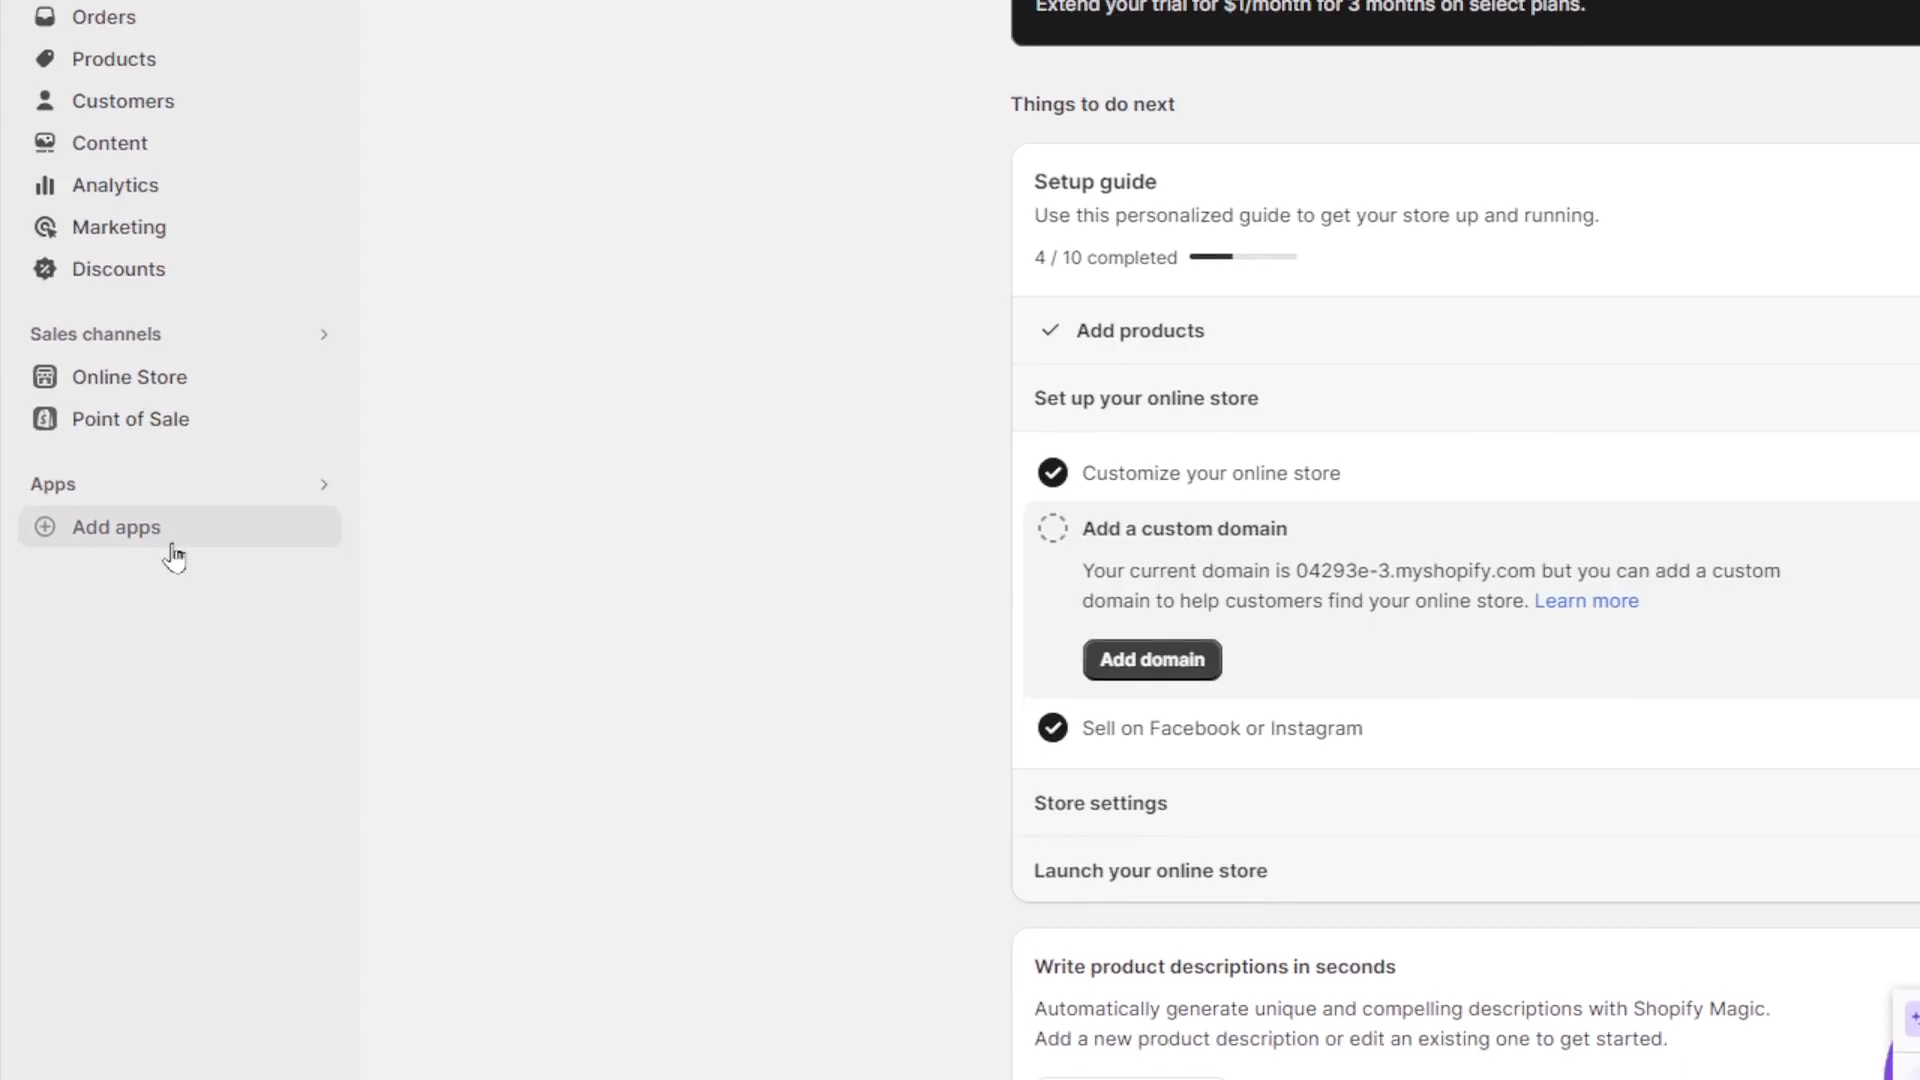 Orders
Products
Customers
Content
Analytics
Marketing
Discounts
Sales channels
Online Store
Point of Sale
Apps
Add apps
Extend your trial for $1/month for 3 months on select plans.
Things to do next
Setup guide
Use this personalized guide to get your store up and running.
4 / 10 completed
Add products
Set up your online store
Customize your online store
Add a custom domain
Your current domain is 04293e-3.myshopify.com but you can add a custom
domain to help customers find your online store. Learn more
Add domain
Sell on Facebook or Instagram
Store settings
Launch your online store
Write product descriptions in seconds
Automatically generate unique and compelling descriptions with Shopify Magic.
Add a new product description or edit an existing one to get started.